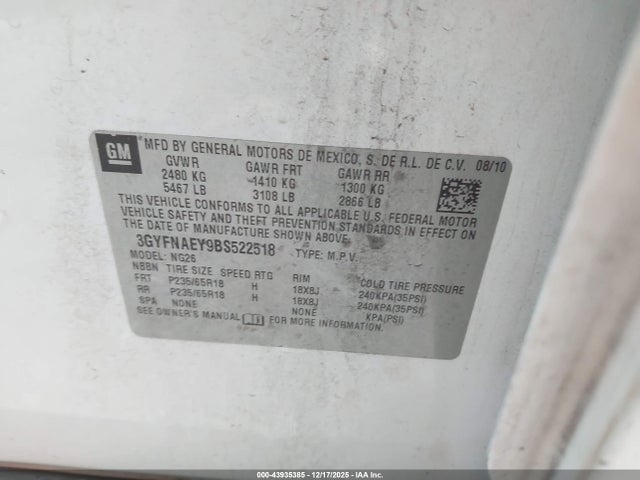 GM
MFD BY GENERAL MOTORS DE MEXICO, S. DE R.L. DE C.V. 08/10
GVWR GAWR FRT GAWR RR
2480 KG 1410 KG 1300 KG
5467 LB 3108 LB 2866 LB
THIS VEHICLE CONFORMS TO ALL APPLICABLE U.S. FEDERAL MOTOR
VEHICLE SAFETY AND THEFT PREVENTION STANDARDS IN EFFECT
ON THE DATE OF MANUFACTURE SHOWN ABOVE.
3GYFNAEY9BS522518 TYPE: M.P.V.
MODEL: NG26
NBBN TIRE SIZE SPEED RTG RIM COLD TIRE PRESSURE
FRT P235/65R18 H 18X8J 240KPA(35PSI)
RR P235/65R18 H 18X8J 240KPA(35PSI)
SPA NONE NONE KPA(PSI)
SEE OWNER'S MANUAL FOR MORE INFORMATION.
000-43935385 - 12/17/2025 - IAA Inc.